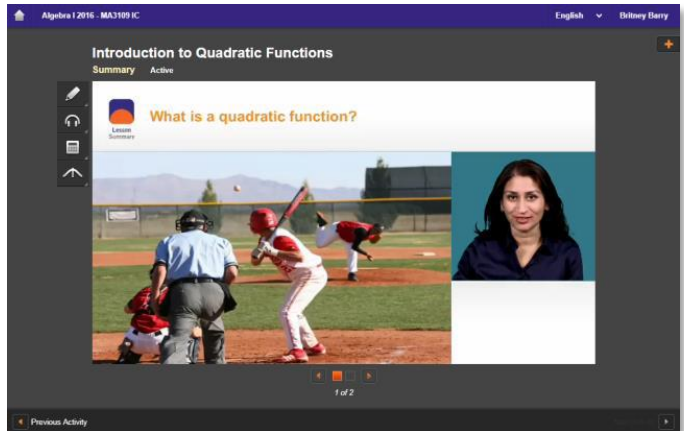 Algebra I 2016 - MA3109 IC
English
Britney Barry
Introduction to Quadratic Functions
Summary Active
What is a quadratic function?
Lesson
Summary
1 of 2
Previous Activity